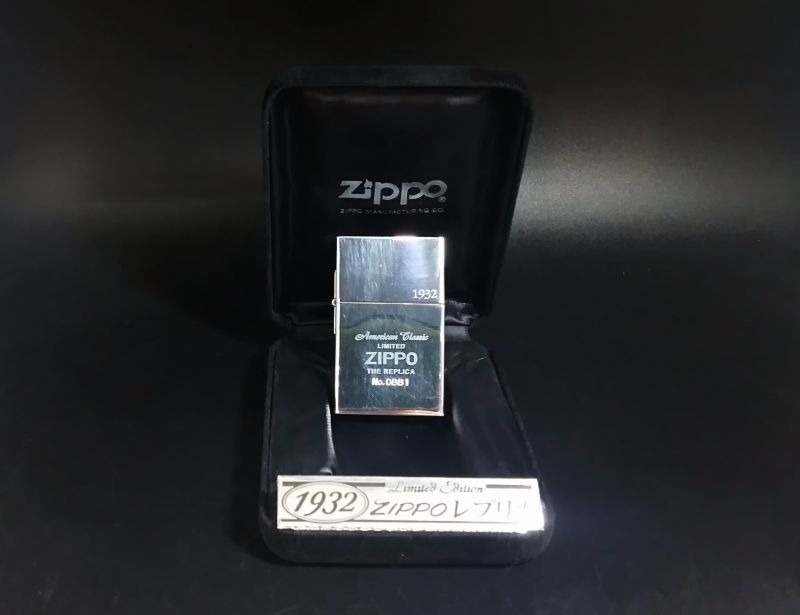 zippo
ZIPPO MANUFACTURING CO.
1932
American Classic
LIMITED
ZIPPO
THE REPLICA
No.0881
Limited Edition
1932 ZIPPOレプリカ